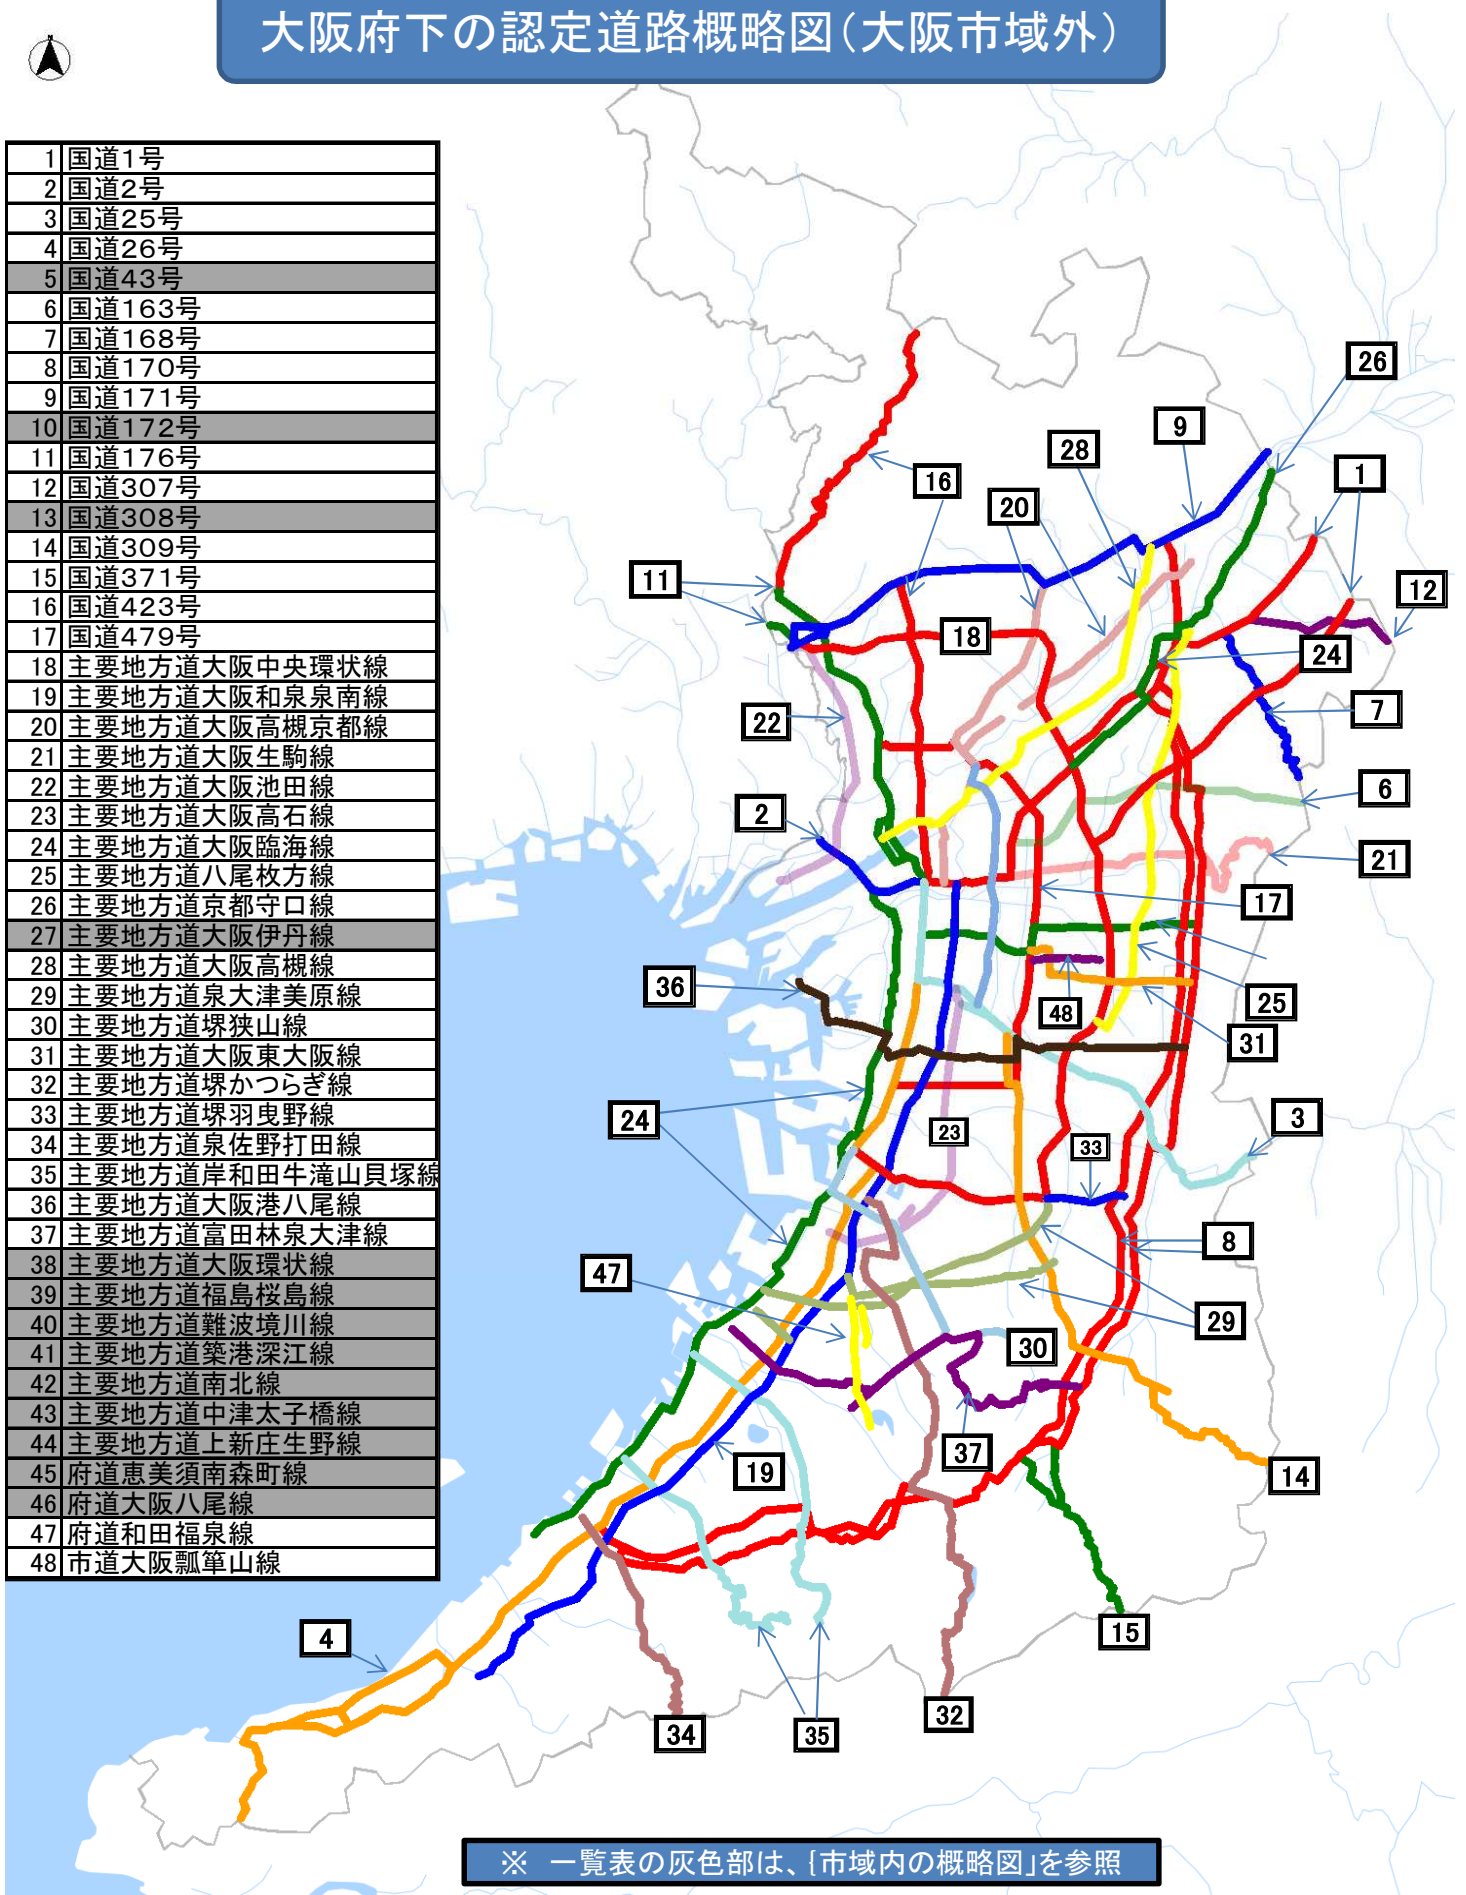 大阪府下の認定道路概略図(大阪市域外)
N
1 国道1号
2 国道2号
3 国道25号
4 国道26号
5 国道43号
6 国道163号
7 国道168号
8 国道170号
9 国道171号
10 国道172号
11 国道176号
12 国道307号
13 国道308号
14 国道309号
15 国道371号
16 国道423号
17 国道479号
18 主要地方道大阪中央環状線
19 主要地方道大阪和泉泉南線
20 主要地方道大阪高槻京都線
21 主要地方道大阪生駒線
22 主要地方道大阪池田線
23 主要地方道大阪高石線
24 主要地方道大阪臨海線
25 主要地方道八尾枚方線
26 主要地方道京都守口線
27 主要地方道大阪伊丹線
28 主要地方道大阪高槻線
29 主要地方道泉大津美原線
30 主要地方道堺狭山線
31 主要地方道大阪東大阪線
32 主要地方道堺かつらぎ線
33 主要地方道堺羽曳野線
34 主要地方道泉佐野打田線
35 主要地方道岸和田牛滝山貝塚線
36 主要地方道大阪港八尾線
37 主要地方道富田林泉大津線
38 主要地方道大阪環状線
39 主要地方道福島桜島線
40 主要地方道難波境川線
41 主要地方道築港深江線
42 主要地方道南北線
43 主要地方道中津太子橋線
44 主要地方道上新庄生野線
45 府道恵美須南森町線
46 府道大阪八尾線
47 府道和田福泉線
48 市道大阪瓢箪山線
26
9
28
1
16
20
11
12
18
24
7
22
6
2
21
17
36
25
48
31
24
3
23
33
8
47
29
30
37
19
14
4
15
32
34
35
※ 一覧表の灰色部は、{市域内の概略図」を参照